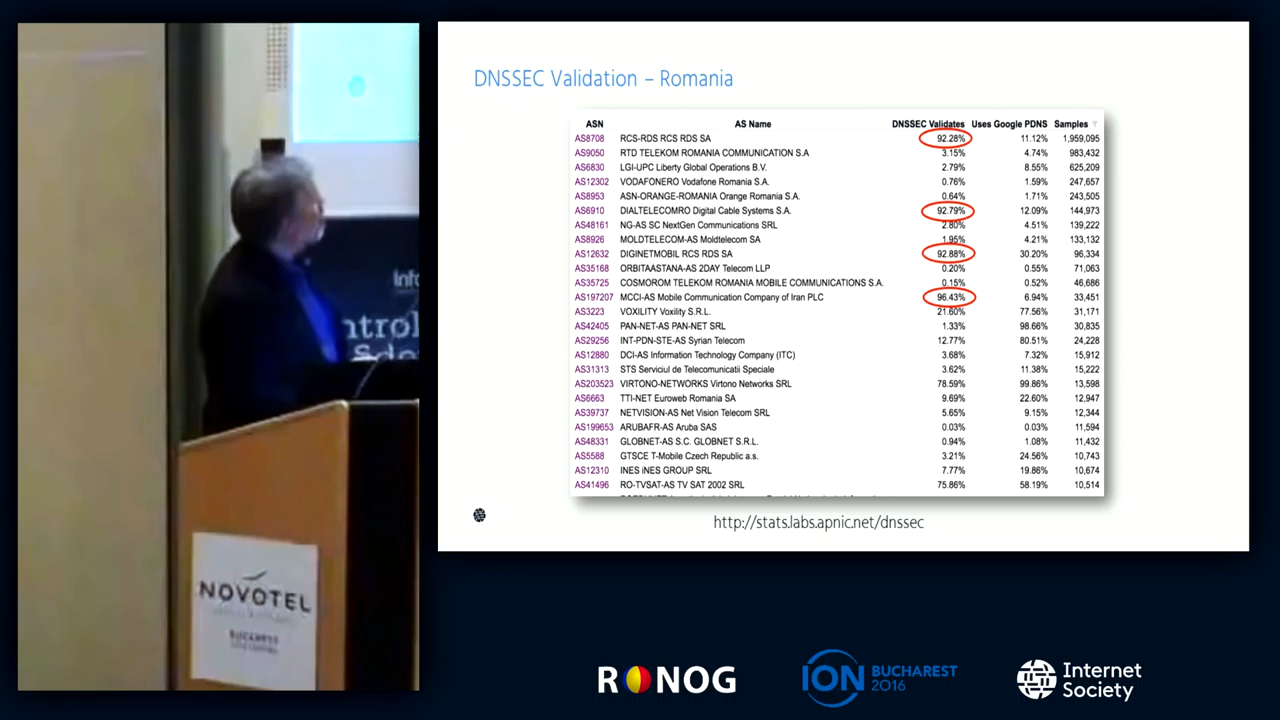 DNSSEC Validation – Romania
ASN AS Name DNSSEC Validates Uses Google PDNS Samples
AS8708 RCS-RDS RCS RDS SA 92.28% 11.12% 1,959,095
AS9050 RTD TELEKOM ROMANIA COMMUNICATION S.A 3.15% 4.74% 983,432
AS6830 LGI-UPC Liberty Global Operations B.V. 2.79% 8.55% 625,209
AS12302 VODAFONERO Vodafone Romania S.A. 0.76% 1.59% 247,657
AS8953 ASN-ORANGE-ROMANIA Orange Romania S.A. 0.64% 1.71% 243,505
AS6910 DIALTELECOMRO Digital Cable Systems S.A. 92.79% 12.09% 144,973
AS48161 NG-AS SC NextGen Communications SRL 2.80% 4.51% 139,222
AS8926 MOLDTELECOM-AS Moldtelecom SA 1.95% 4.21% 133,132
AS12632 DIGINETMOBIL RCS RDS SA 92.88% 30.20% 96,334
AS35168 ORBITAASTANA-AS 2DAY Telecom LLP 0.20% 0.55% 71,063
AS35725 COSMOROM TELEKOM ROMANIA MOBILE COMMUNICATIONS S.A. 0.15% 0.52% 46,686
AS197207 MCCI-AS Mobile Communication Company of Iran PLC 96.43% 6.94% 33,451
AS3223 VOXILITY Voxility S.R.L. 21.60% 77.56% 31,171
AS42405 PAN-NET-AS PAN-NET SRL 1.33% 98.66% 30,835
AS29256 INT-PDN-STE-AS Syrian Telecom 12.77% 80.51% 24,228
AS12880 DCI-AS Information Technology Company (ITC) 3.68% 7.32% 15,912
AS31313 STS Serviciul de Telecomunicatii Speciale 3.62% 11.38% 15,222
AS203523 VIRTONO-NETWORKS Virtono Networks SRL 78.59% 99.86% 13,598
AS6663 TTI-NET Euroweb Romania SA 9.69% 22.60% 12,947
AS39737 NETVISION-AS Net Vision Telecom SRL 5.65% 9.15% 12,344
AS199653 ARUBAFR-AS Aruba SAS 0.03% 0.03% 11,594
AS48331 GLOBNET-AS S.C. GLOBNET S.R.L. 0.94% 1.08% 11,432
AS5588 GTSCE T-Mobile Czech Republic a.s. 3.21% 24.56% 10,743
AS12310 INES iNES GROUP SRL 7.77% 19.86% 10,674
AS41496 RO-TVSAT-AS TV SAT 2002 SRL 75.86% 58.19% 10,514
http://stats.labs.apnic.net/dnssec
NOVOTEL
BUCHAREST
RONOG
ION BUCHAREST
2016
Internet
Society